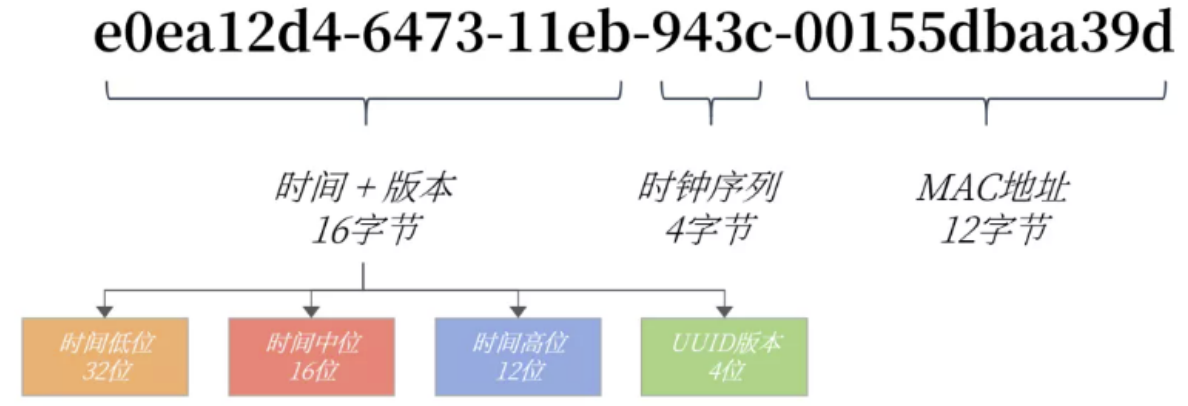 e0ea12d4-6473-11eb-943c-00155dbaa39d
时间 + 版本
16字节
时钟序列
4字节
MAC地址
12字节
时间低位
32位
时间中位
16位
时间高位
12位
UUID版本
4位